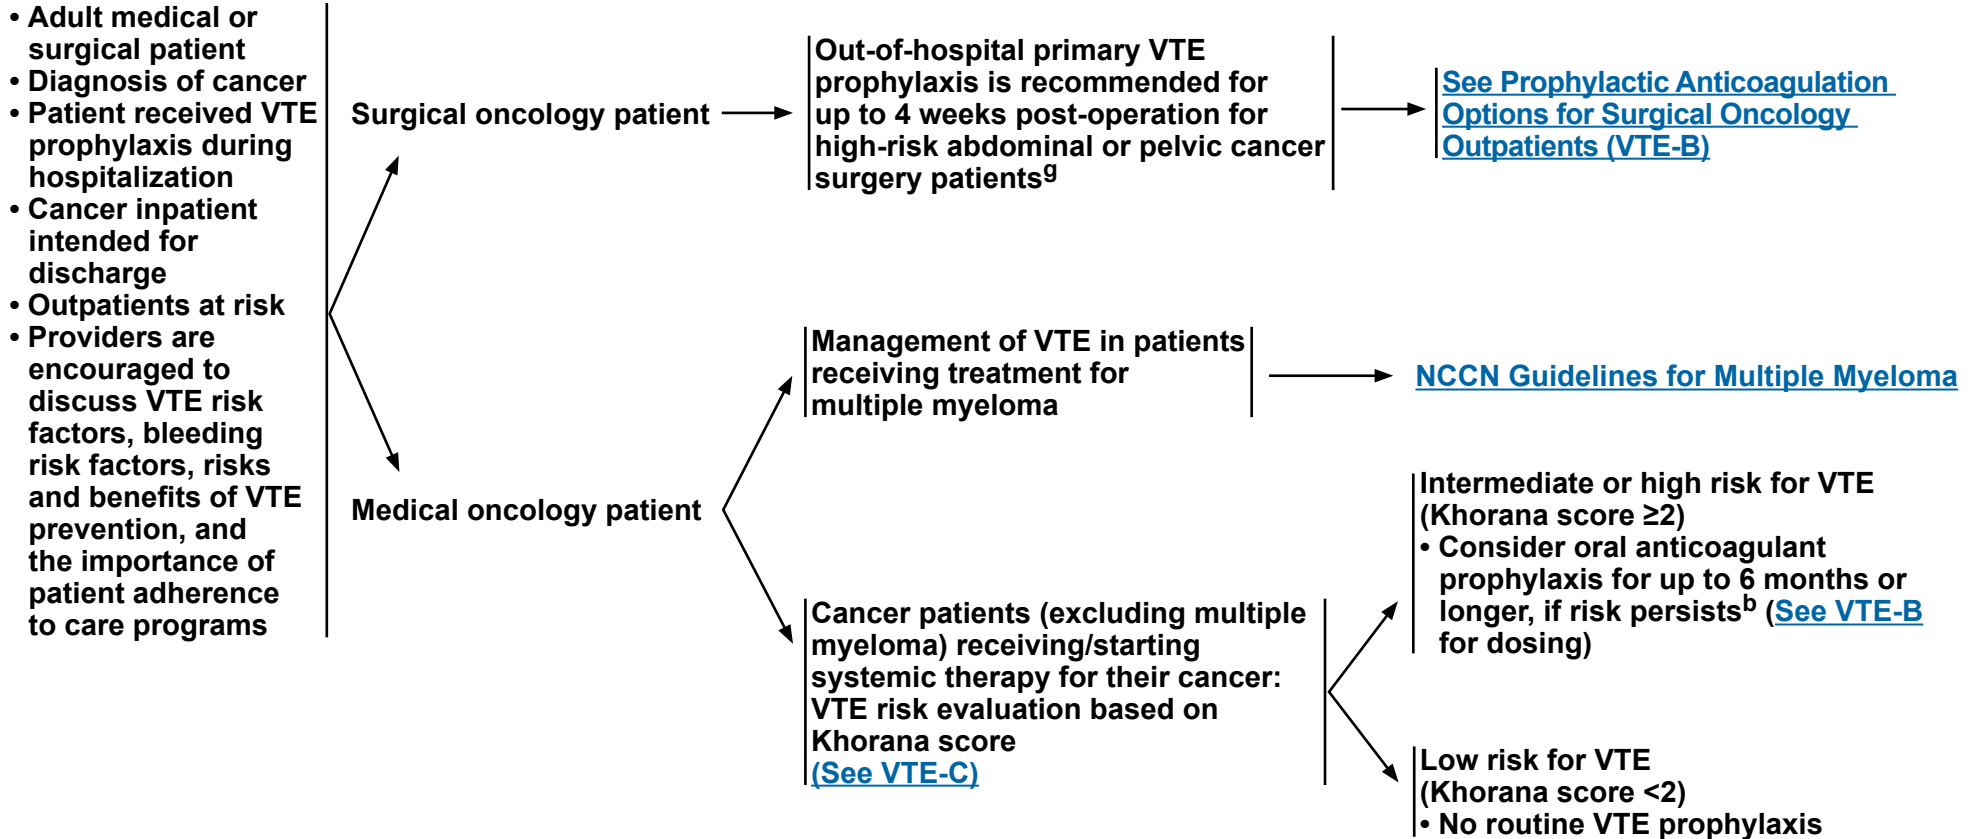 • Adult medical or
surgical patient
• Diagnosis of cancer
• Patient received VTE
prophylaxis during
hospitalization
• Cancer inpatient
intended for
discharge
• Outpatients at risk
• Providers are
encouraged to
discuss VTE risk
factors, bleeding
risk factors, risks
and benefits of VTE
prevention, and
the importance of
patient adherence
to care programs
Surgical oncology patient
Out-of-hospital primary VTE
prophylaxis is recommended for
up to 4 weeks post-operation for
high-risk abdominal or pelvic cancer
surgery patientsg
See Prophylactic Anticoagulation
Options for Surgical Oncology
Outpatients (VTE-B)
Medical oncology patient
Management of VTE in patients
receiving treatment for
multiple myeloma
NCCN Guidelines for Multiple Myeloma
Cancer patients (excluding multiple
myeloma) receiving/starting
systemic therapy for their cancer:
VTE risk evaluation based on
Khorana score
(See VTE-C)
Intermediate or high risk for VTE
(Khorana score ≥2)
• Consider oral anticoagulant
prophylaxis for up to 6 months or
longer, if risk persistsb (See VTE-B
for dosing)
Low risk for VTE
(Khorana score <2)
• No routine VTE prophylaxis